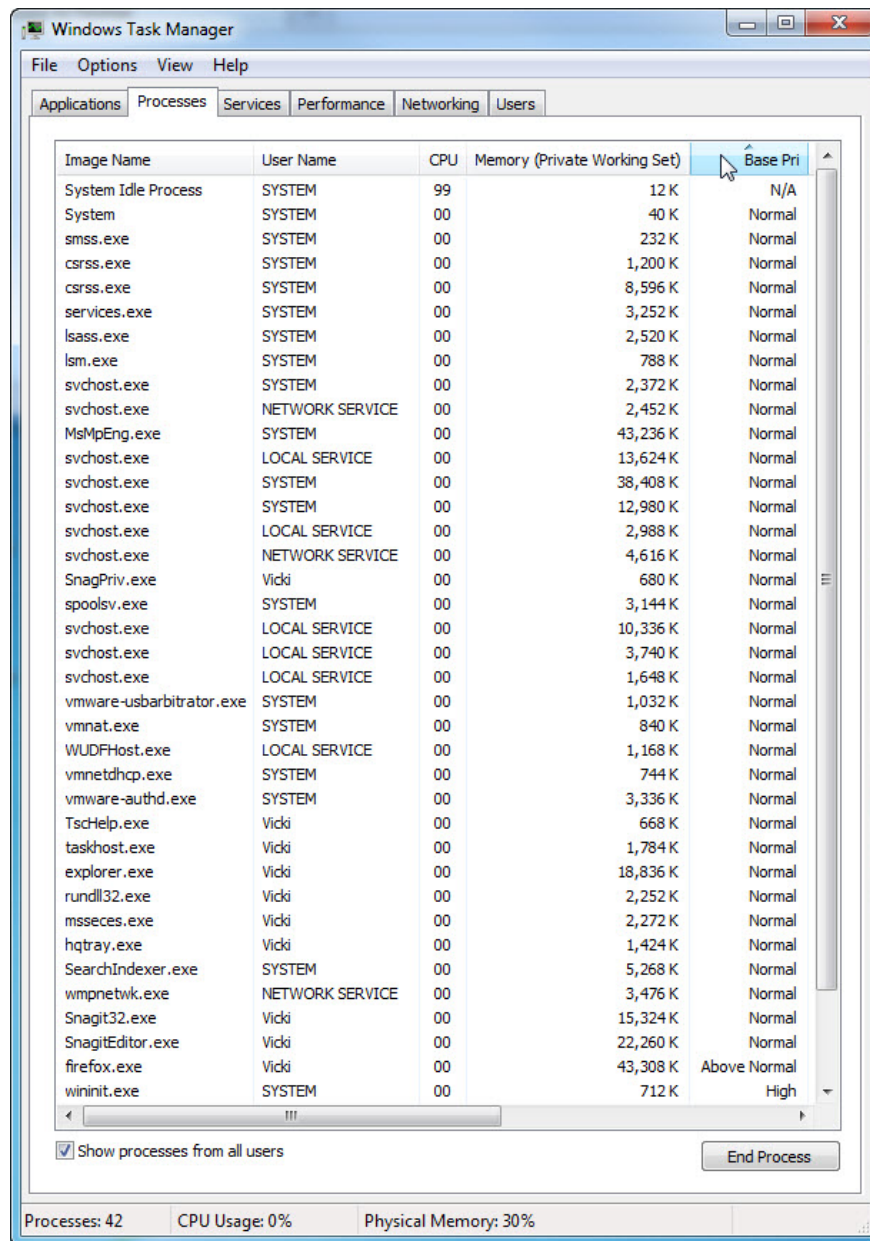 Windows Task Manager
File Options View Help
Applications Processes Services Performance Networking Users
Image Name User Name CPU Memory (Private Working Set) Base Pri
System Idle Process SYSTEM 99 12 K N/A
System SYSTEM 00 40 K Normal
smss.exe SYSTEM 00 232 K Normal
csrss.exe SYSTEM 00 1,200 K Normal
csrss.exe SYSTEM 00 8,596 K Normal
services.exe SYSTEM 00 3,252 K Normal
lsass.exe SYSTEM 00 2,520 K Normal
lsm.exe SYSTEM 00 788 K Normal
svchost.exe SYSTEM 00 2,372 K Normal
svchost.exe NETWORK SERVICE 00 2,452 K Normal
MsMpEng.exe SYSTEM 00 43,236 K Normal
svchost.exe LOCAL SERVICE 00 13,624 K Normal
svchost.exe SYSTEM 00 38,408 K Normal
svchost.exe SYSTEM 00 12,980 K Normal
svchost.exe LOCAL SERVICE 00 2,988 K Normal
svchost.exe NETWORK SERVICE 00 4,616 K Normal
SnagPriv.exe Vicki 00 680 K Normal
spoolsv.exe SYSTEM 00 3,144 K Normal
svchost.exe LOCAL SERVICE 00 10,336 K Normal
svchost.exe LOCAL SERVICE 00 3,740 K Normal
svchost.exe LOCAL SERVICE 00 1,648 K Normal
vmware-usbarbitrator.exe SYSTEM 00 1,032 K Normal
vmnat.exe SYSTEM 00 840 K Normal
WUDFHost.exe LOCAL SERVICE 00 1,168 K Normal
vmnetdhcp.exe SYSTEM 00 744 K Normal
vmware-authd.exe SYSTEM 00 3,336 K Normal
TscHelp.exe Vicki 00 668 K Normal
taskhost.exe Vicki 00 1,784 K Normal
explorer.exe Vicki 00 18,836 K Normal
rundll32.exe Vicki 00 2,252 K Normal
msseces.exe Vicki 00 2,272 K Normal
hqtray.exe Vicki 00 1,424 K Normal
SearchIndexer.exe SYSTEM 00 5,268 K Normal
wmpnetwk.exe NETWORK SERVICE 00 3,476 K Normal
Snagit32.exe Vicki 00 15,324 K Normal
SnagitEditor.exe Vicki 00 22,260 K Normal
firefox.exe Vicki 00 43,308 K Above Normal
wininit.exe SYSTEM 00 712 K High
Show processes from all users
End Process
Processes: 42 CPU Usage: 0% Physical Memory: 30%